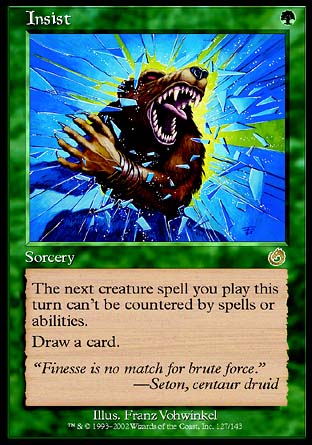 Insist
Sorcery
The next creature spell you play this
turn can't be countered by spells or
abilities.
Draw a card.
“Finesse is no match for brute force.”
—Seton, centaur druid
Illus. Franz Vohwinkel
™ & © 1993–2002 Wizards of the Coast, Inc. 127/143